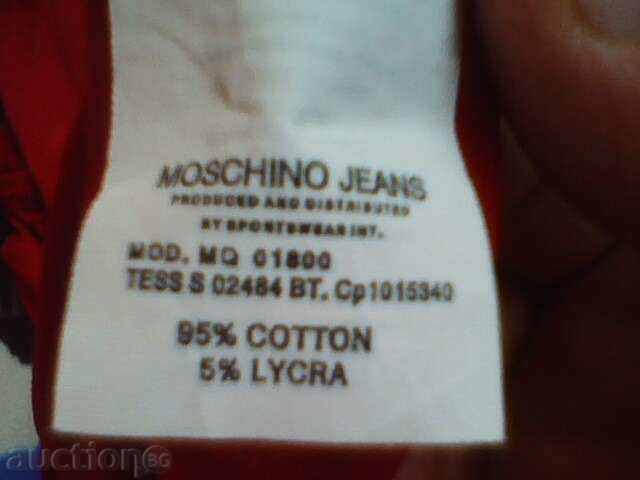 MOSCHINO JEANS
PRODUCED AND DISTRIBUTED
BY SPORTSWEAR INT.
MOD. MQ 01800
TESS S 02484 BT. Cp1015340
95% COTTON
5% LYCRA
auction BG